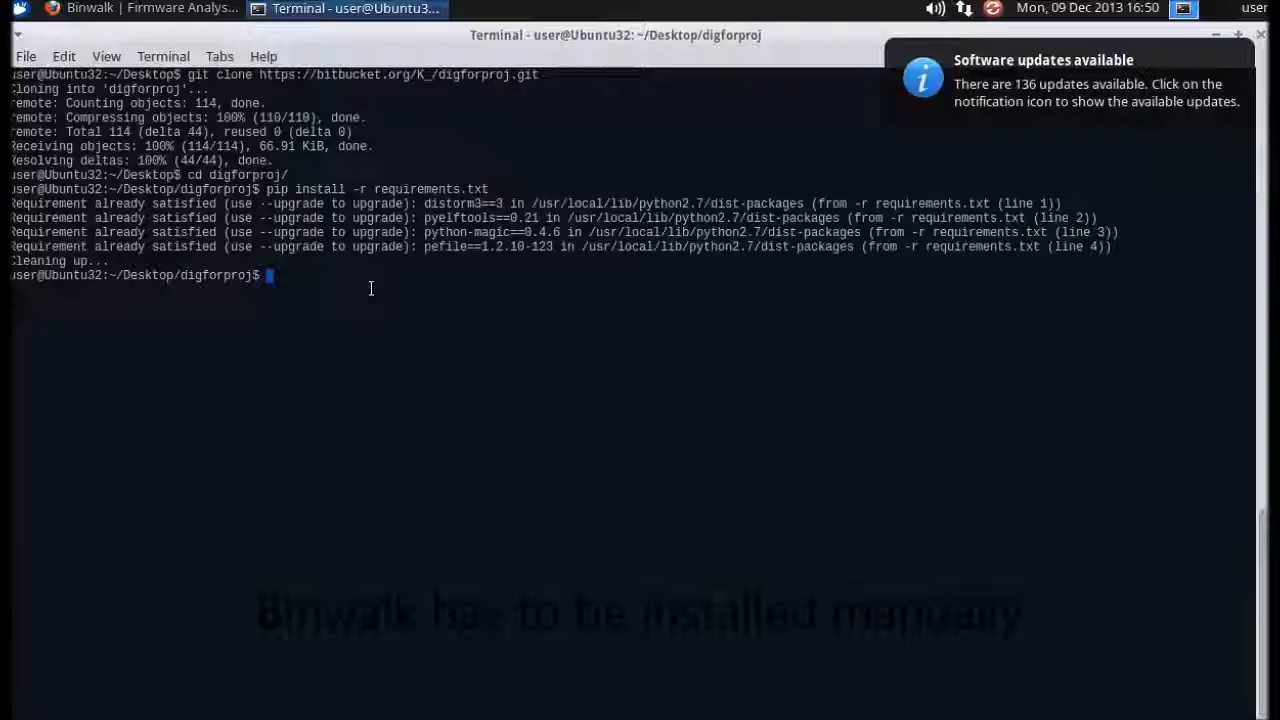 Binwalk | Firmware Analys...
Terminal - user@Ubuntu3...
Mon, 09 Dec 2013 16:50
user
Terminal - user@Ubuntu32: ~/Desktop/digforproj
File Edit View Terminal Tabs Help
Software updates available
There are 136 updates available. Click on the
notification icon to show the available updates.
user@Ubuntu32:~/Desktop$ git clone https://bitbucket.org/K_/digforproj.git
Cloning into 'digforproj'...
remote: Counting objects: 114, done.
remote: Compressing objects: 100% (110/110), done.
remote: Total 114 (delta 44), reused 0 (delta 0)
Receiving objects: 100% (114/114), 66.91 KiB, done.
Resolving deltas: 100% (44/44), done.
user@Ubuntu32:~/Desktop$ cd digforproj/
user@Ubuntu32:~/Desktop/digforproj$ pip install -r requirements.txt
Requirement already satisfied (use --upgrade to upgrade): distorm3==3 in /usr/local/lib/python2.7/dist-packages (from -r requirements.txt (line 1))
Requirement already satisfied (use --upgrade to upgrade): pyelftools==0.21 in /usr/local/lib/python2.7/dist-packages (from -r requirements.txt (line 2))
Requirement already satisfied (use --upgrade to upgrade): python-magic==0.4.6 in /usr/local/lib/python2.7/dist-packages (from -r requirements.txt (line 3))
Requirement already satisfied (use --upgrade to upgrade): pefile==1.2.10-123 in /usr/local/lib/python2.7/dist-packages (from -r requirements.txt (line 4))
Cleaning up...
user@Ubuntu32:~/Desktop/digforproj$
Binwalk has to be installed manually